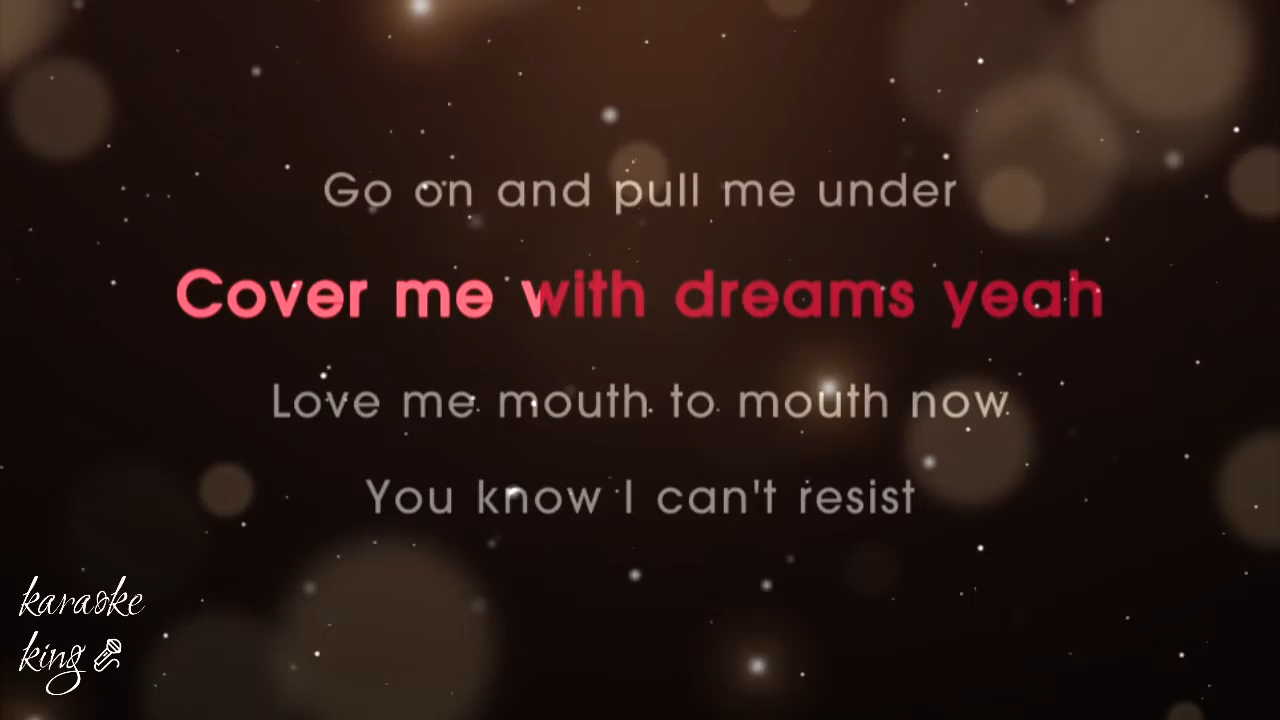 Go on and pull me under
Cover me with dreams yeah
Love me mouth to mouth now
You know I can't resist
karaoke
king